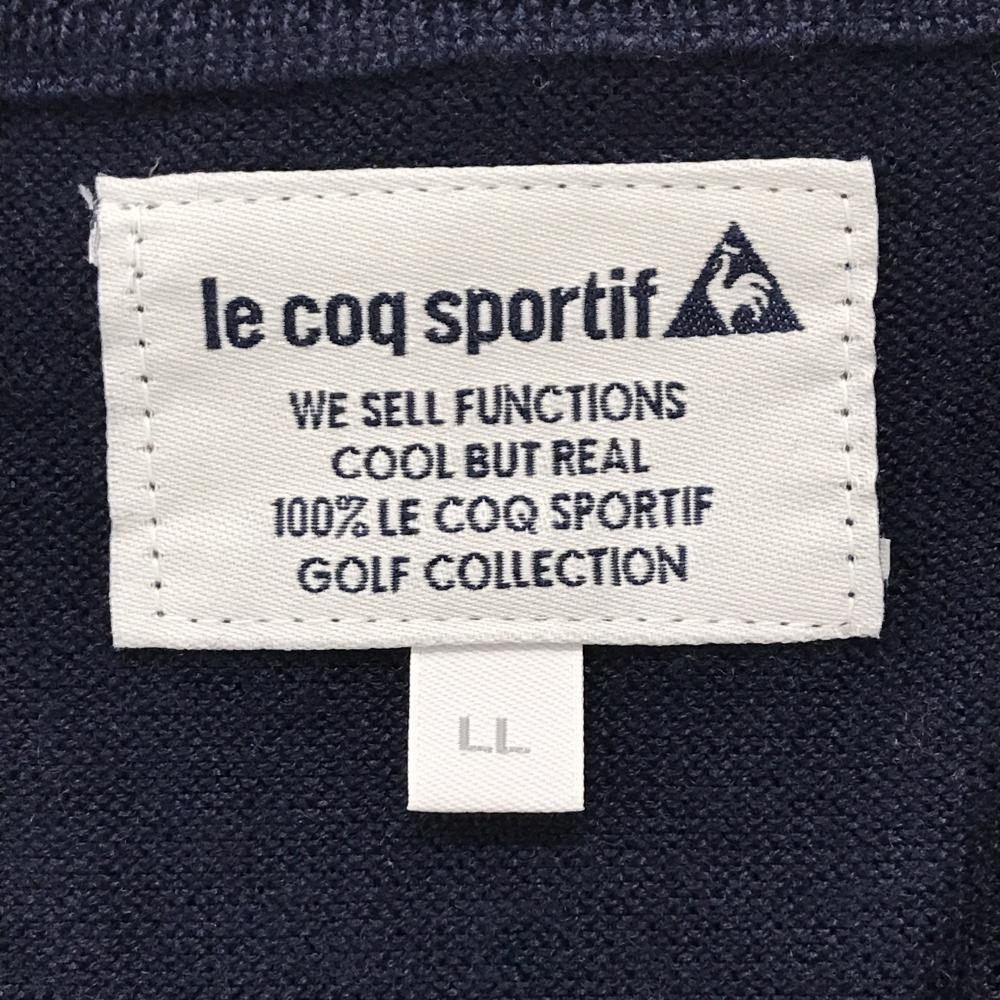 le coq sportif
WE SELL FUNCTIONS
COOL BUT REAL
100% LE COQ SPORTIF
GOLF COLLECTION
LL